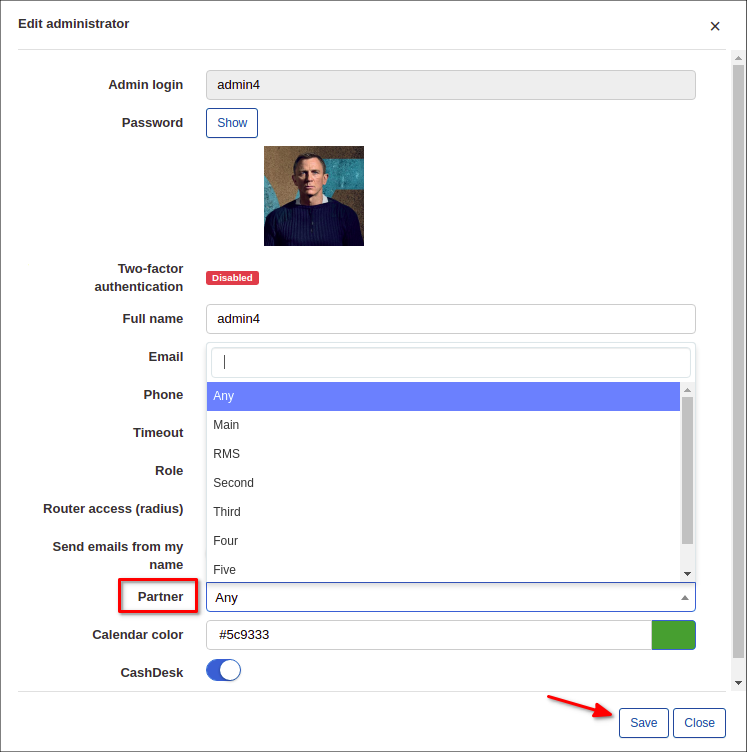 Edit administrator
×
Admin login
admin4
Password
Show
Two-factor
authentication
Disabled
Full name
admin4
Email
Phone
Timeout
Role
Router access (radius)
Send emails from my
name
Any
Main
RMS
Second
Third
Four
Five
Partner
Any
Calendar color
#5c9333
CashDesk
Save
Close